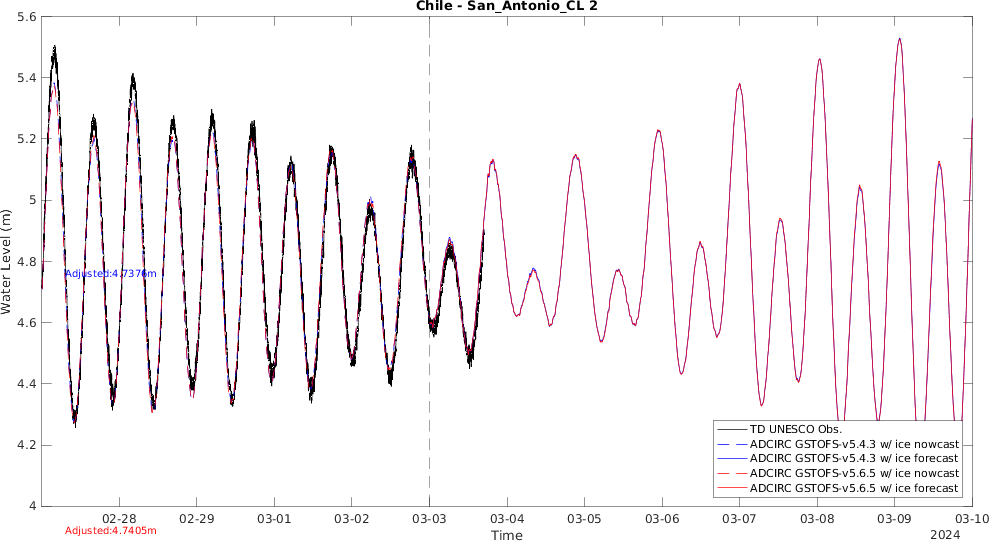 Chile - San_Antonio_CL 2
5.6
5.4
5.2
5
4.8
4.6
4.4
4.2
4
Water Level (m)
Adjusted:4.7376m
TD UNESCO Obs.
ADCIRC GSTOFS-v5.4.3 w/ ice nowcast
ADCIRC GSTOFS-v5.4.3 w/ ice forecast
ADCIRC GSTOFS-v5.6.5 w/ ice nowcast
ADCIRC GSTOFS-v5.6.5 w/ ice forecast
02-28 02-29 03-01 03-02 03-03 03-04 03-05 03-06 03-07 03-08 03-09 03-10
Adjusted:4.7405m
Time
2024